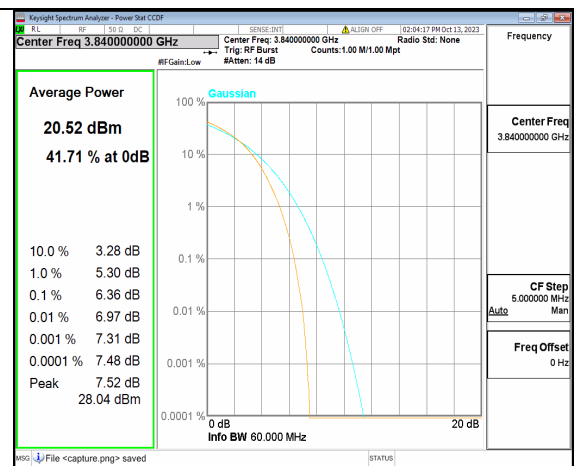 Keysight Spectrum Analyzer - Power Stat CCDF
RL RF 50 Ω DC SENSE:INT ALIGN OFF 02:04:17 PM Oct 13, 2023
Center Freq 3.840000000 GHz
Center Freq: 3.840000000 GHz Radio Std: None
Trig: RF Burst Counts:1.00 M/1.00 Mpt
#IFGain:Low #Atten: 14 dB
Frequency
Average Power
20.52 dBm
41.71 % at 0dB
10.0 % 3.28 dB
1.0 % 5.30 dB
0.1 % 6.36 dB
0.01 % 6.97 dB
0.001 % 7.31 dB
0.0001 % 7.48 dB
Peak 7.52 dB
28.04 dBm
Gaussian
100 %
10 %
1 %
0.1 %
0.01 %
0.001 %
0.0001 %
0 dB 20 dB
Info BW 60.000 MHz
Center Freq
3.840000000 GHz
CF Step
5.000000 MHz
Auto Man
Freq Offset
0 Hz
MSG File <capture.png> saved STATUS